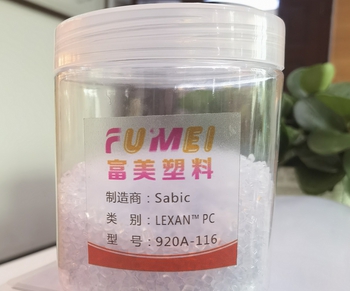 FUMEI
富美塑料
制造商：Sabic
类 别：LEXAN™ PC
型 号：920A-116